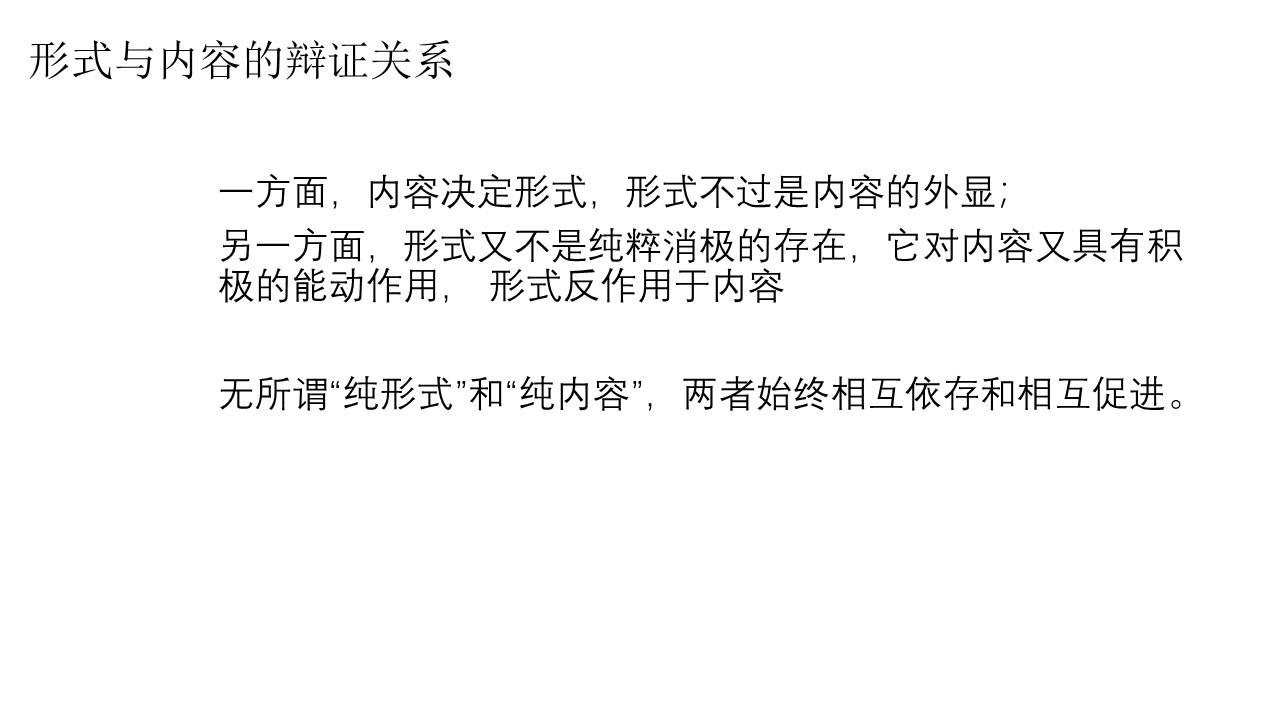 形式与内容的辩证关系
一方面，内容决定形式，形式不过是内容的外显；
另一方面，形式又不是纯粹消极的存在，它对内容又具有积
极的能动作用， 形式反作用于内容
无所谓“纯形式”和“纯内容”，两者始终相互依存和相互促进。